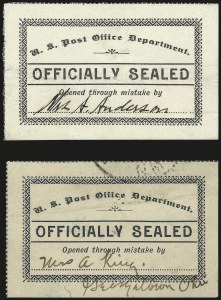 U. S. Post Office Department.
OFFICIALLY SEALED
Opened through mistake by
Mrs A. Anderson
U. S. Post Office Department.
OFFICIALLY SEALED
Opened through mistake by
Mrs A King